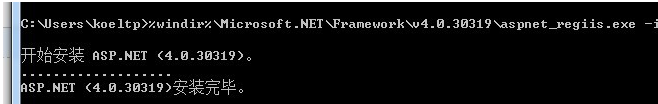 C:\Users\koeltp>%windir%\Microsoft.NET\Framework\v4.0.30319\aspnet_regiis.exe -i
开始安装 ASP.NET (4.0.30319)。
...................
ASP.NET (4.0.30319)安装完毕。